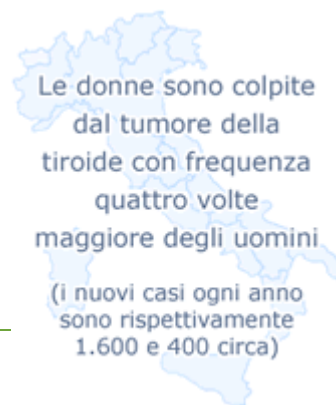 Le donne sono colpite
dal tumore della
tiroide con frequenza
quattro volte
maggiore degli uomini
(i nuovi casi ogni anno
sono rispettivamente
1.600 e 400 circa)